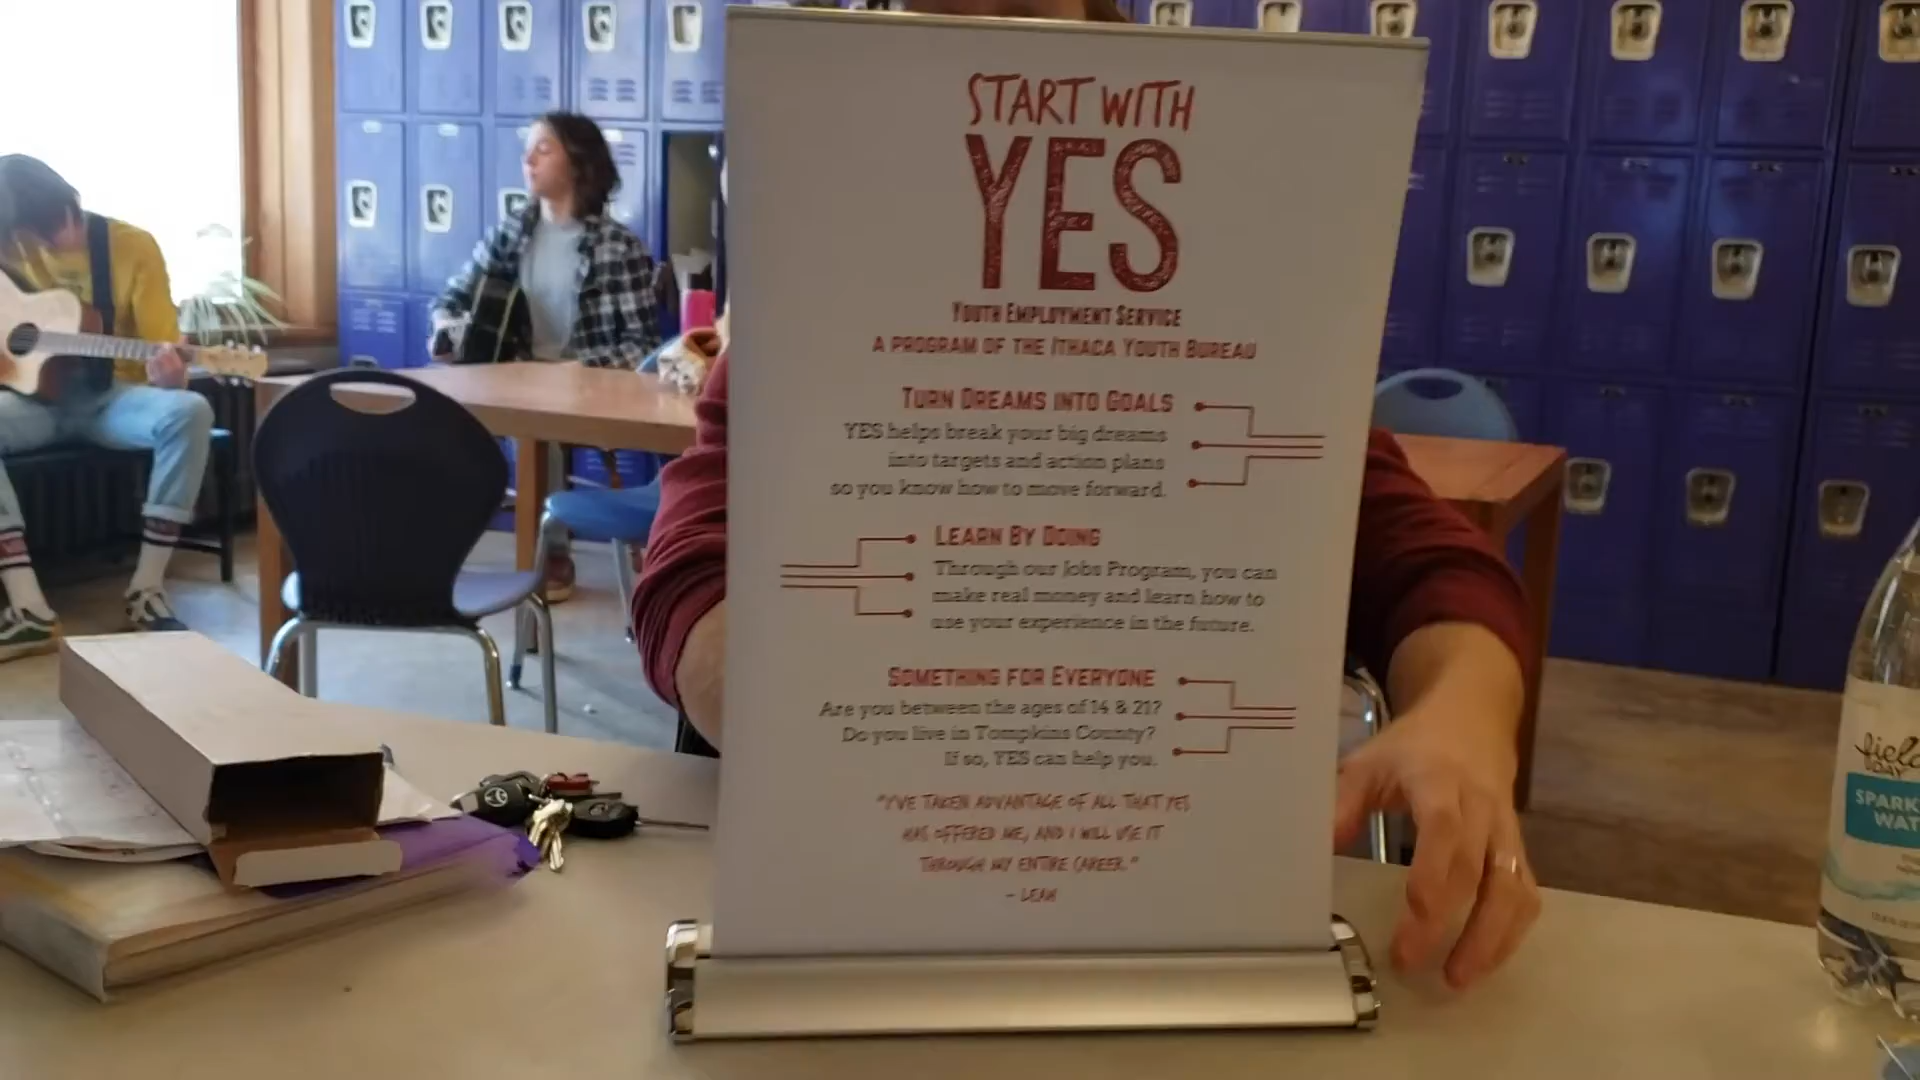 START WITH
YES
YOUTH EMPLOYMENT SERVICE
A PROGRAM OF THE ITHACA YOUTH BUREAU
TURN DREAMS INTO GOALS
YES helps break your big dreams
into targets and action plans
so you know how to move forward.
LEARN BY DOING
Through our Jobs Program, you can
make real money and learn how to
use your experience in the future.
SOMETHING FOR EVERYONE
Are you between the ages of 14 & 21?
Do you live in Tompkins County?
If so, YES can help you.
"I'VE TAKEN ADVANTAGE OF ALL THAT YES
HAS OFFERED ME, AND I WILL USE IT
THROUGH MY ENTIRE CAREER."
- LEAH
DAY
SPARK
WAT